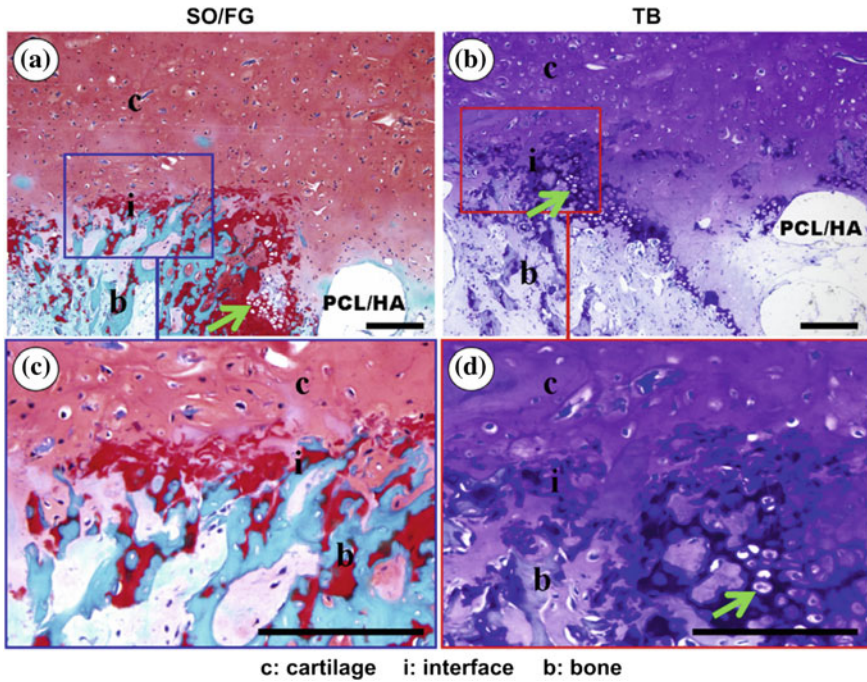 SO/FG
TB
(a)
c
i
b
PCL/HA
(b)
c
i
b
PCL/HA
(c)
c
i
b
(d)
c
i
b
c: cartilage i: interface b: bone